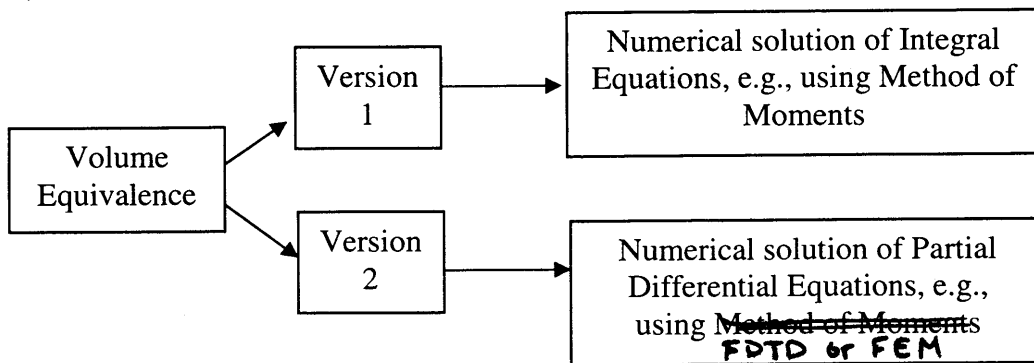 Volume
Equivalence
Version
1
Numerical solution of Integral
Equations, e.g., using Method of
Moments
Version
2
Numerical solution of Partial
Differential Equations, e.g.,
using Method of Moments
FDTD or FEM